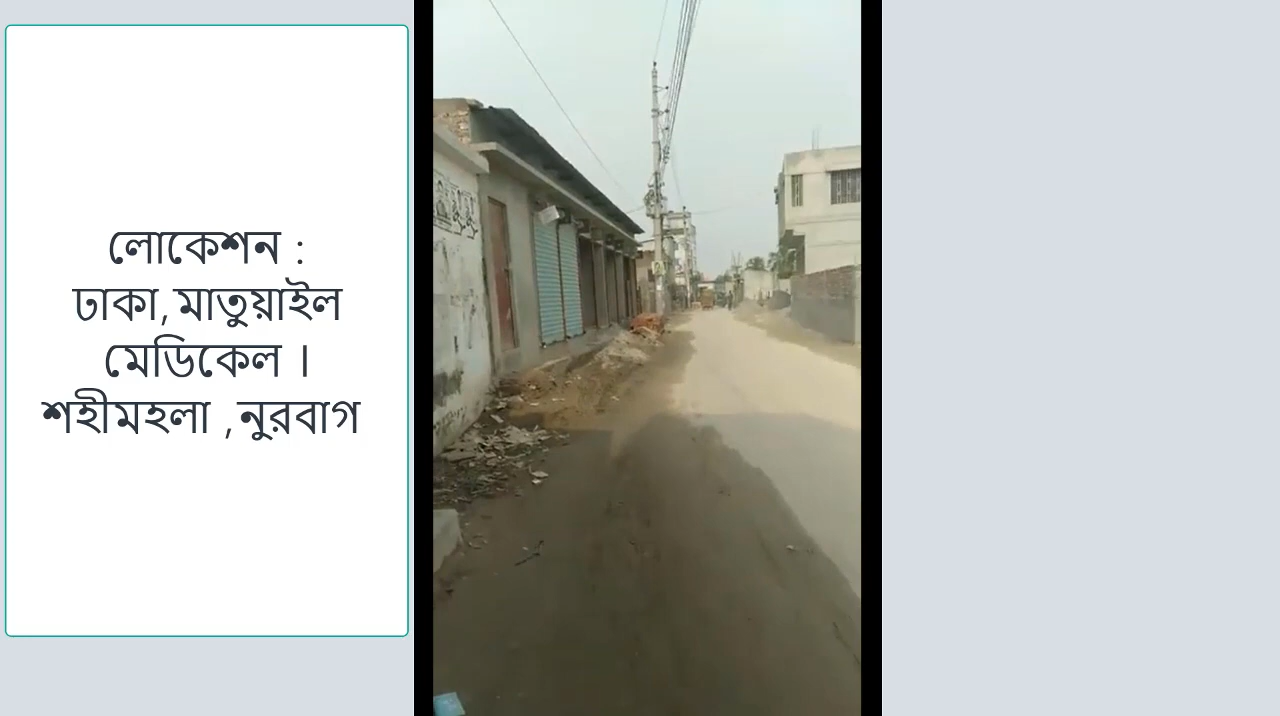 লোকেশন :
ঢাকা,মাতুয়াইল
মেডিকেল ।
শহীমহলা ,নুরবাগ